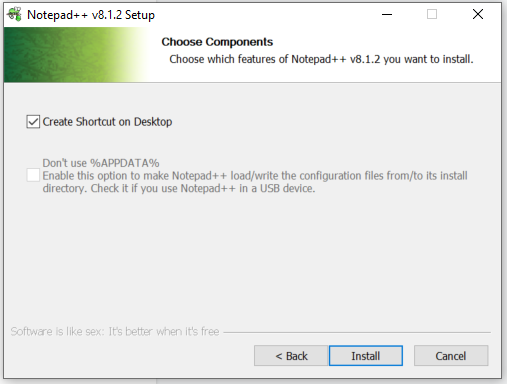 Notepad++ v8.1.2 Setup
Choose Components
Choose which features of Notepad++ v8.1.2 you want to install.
Create Shortcut on Desktop
Don't use %APPDATA%
Enable this option to make Notepad++ load/write the configuration files from/to its install
directory. Check it if you use Notepad++ in a USB device.
Software is like sex: It's better when it's free
< Back
Install
Cancel